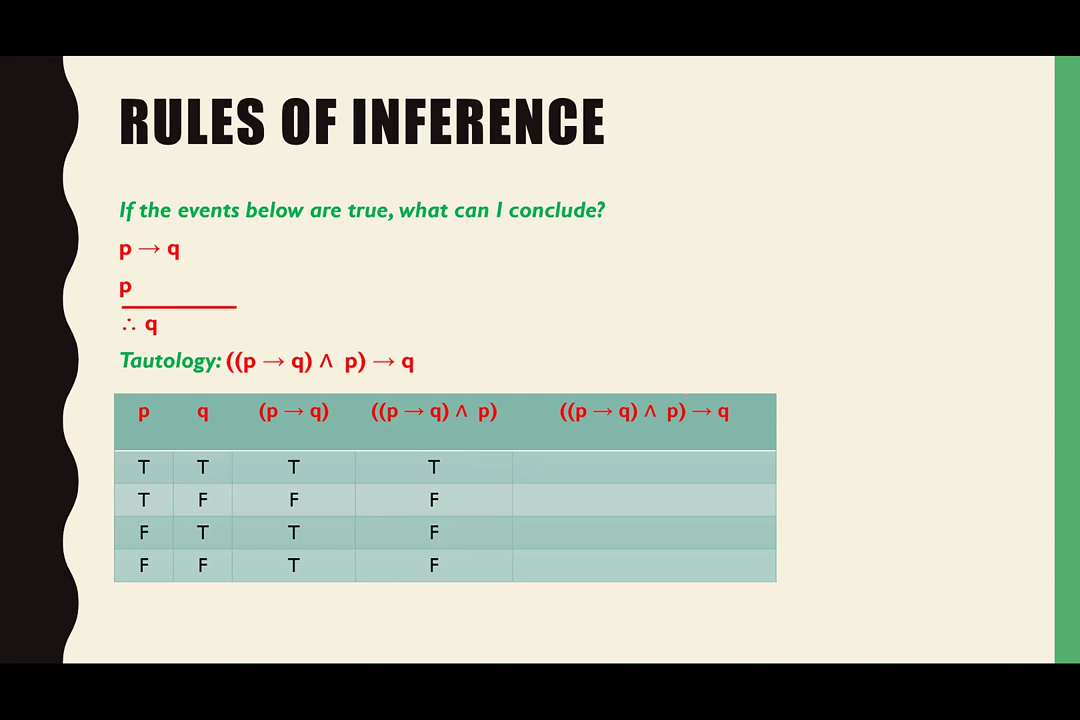 RULES OF INFERENCE
If the events below are true, what can I conclude?
p → q
p
∴ q
Tautology: ((p → q) ∧ p) → q
p q (p → q) ((p → q) ∧ p) ((p → q) ∧ p) → q
T T T T
T F F F
F T T F
F F T F